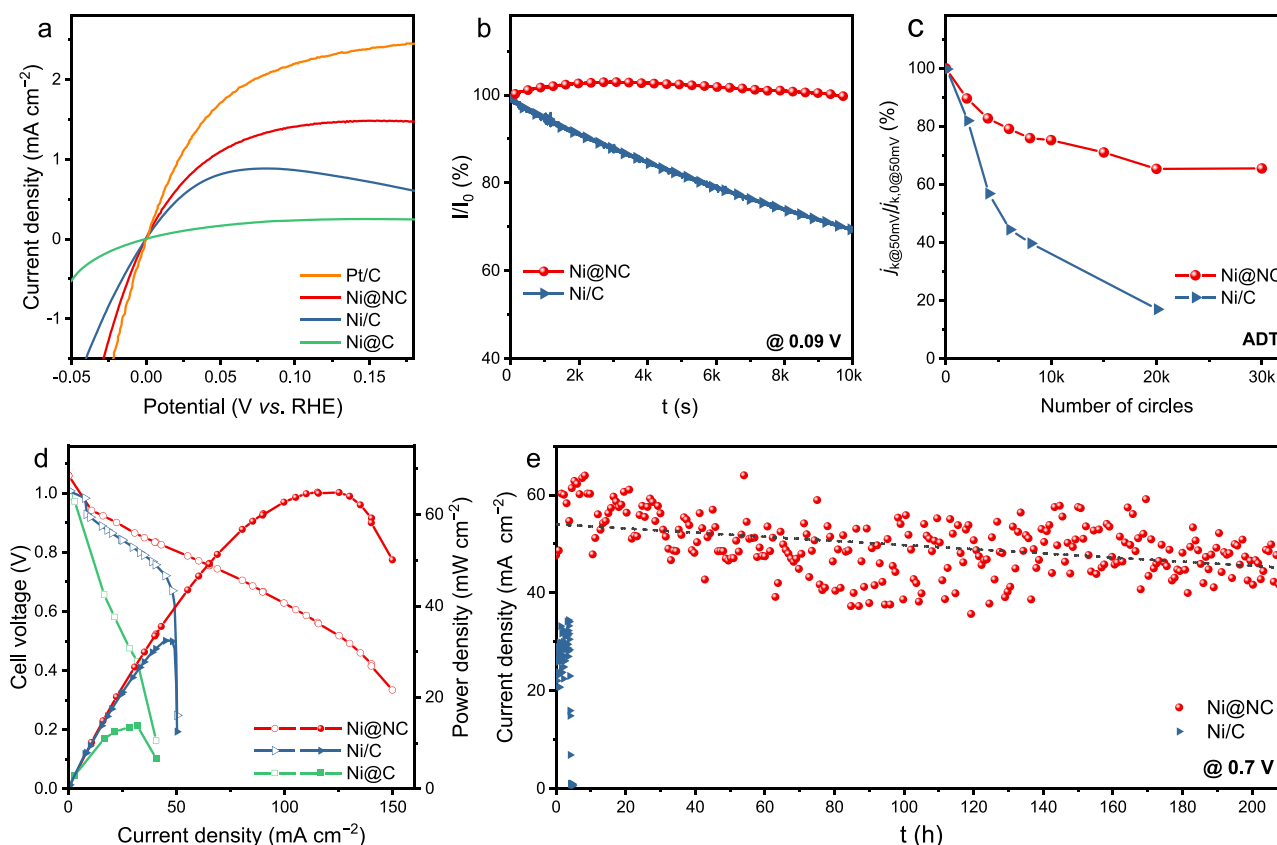 a
Current density (mA cm⁻²)
2
1
0
-1
-0.05
0.00
0.05
0.10
0.15
Potential (V vs. RHE)
Pt/C
Ni@NC
Ni/C
Ni@C
b
I/I₀ (%)
120
100
80
60
40
0
2k
4k
6k
8k
10k
t (s)
Ni@NC
Ni/C
@ 0.09 V
c
jk@50mV/jk,0@50mV (%)
120
100
80
60
40
20
0
0
10k
20k
30k
Number of circles
Ni@NC
Ni/C
ADT
d
Cell voltage (V)
1.0
0.8
0.6
0.4
0.2
0.0
0
50
100
150
Current density (mA cm⁻²)
Power density (mW cm⁻²)
60
40
20
0
Ni@NC
Ni/C
Ni@C
e
Current density (mA cm⁻²)
60
40
20
0
0
20
40
60
80
100
120
140
160
180
200
t (h)
Ni@NC
Ni/C
@ 0.7 V